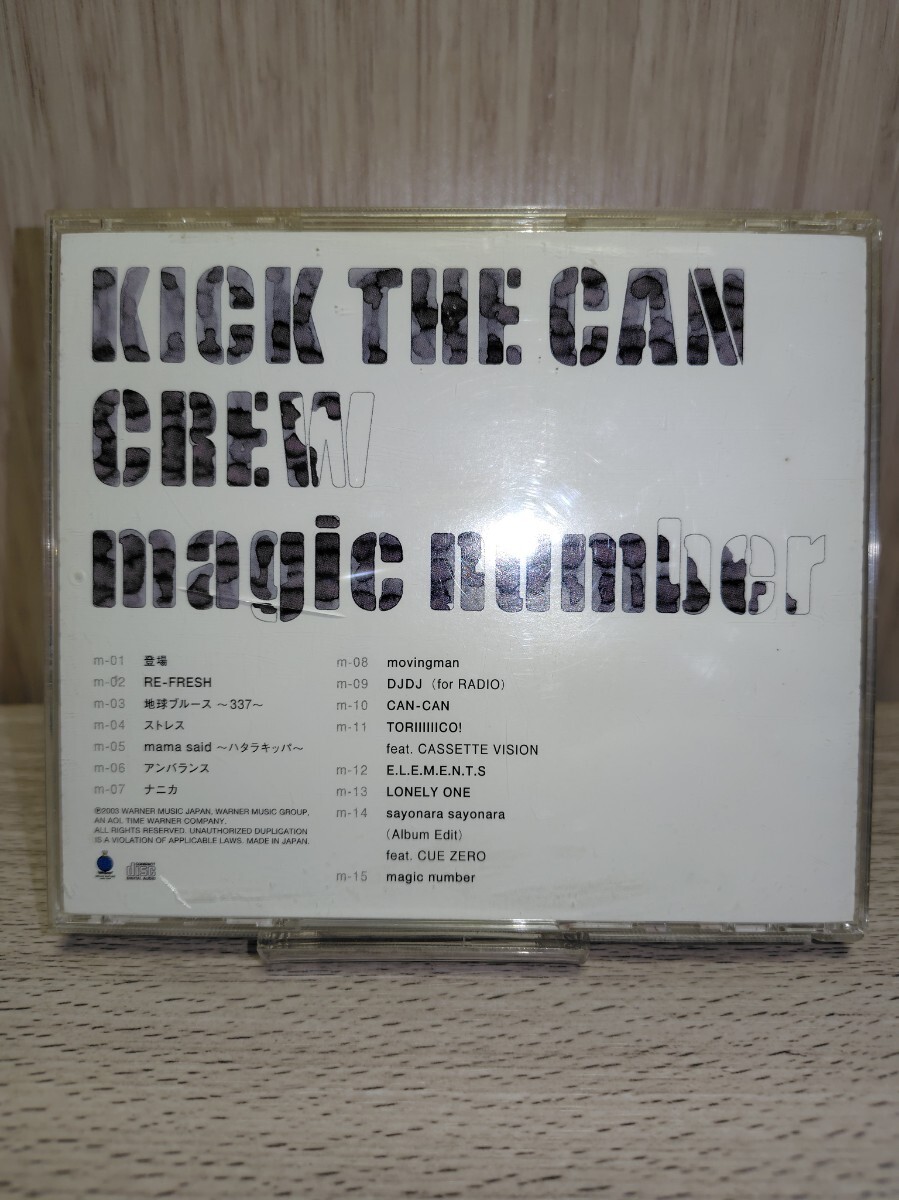 KICK THE CAN
CREW
magic number
m-01 登場
m-02 RE-FRESH
m-03 地球ブルース ～337～
m-04 ストレス
m-05 mama said ～ハタラキッパ～
m-06 アンバランス
m-07 ナニカ
℗2003 WARNER MUSIC JAPAN, WARNER MUSIC GROUP,
AN AOL TIME WARNER COMPANY.
ALL RIGHTS RESERVED. UNAUTHORIZED DUPLICATION
IS A VIOLATION OF APPLICABLE LAWS. MADE IN JAPAN.
COMPACT
disc
DIGITAL AUDIO
m-08 movingman
m-09 DJDJ (for RADIO)
m-10 CAN-CAN
m-11 TORIIIIIICO!
feat. CASSETTE VISION
m-12 E.L.E.M.E.N.T.S
m-13 LONELY ONE
m-14 sayonara sayonara
(Album Edit)
feat. CUE ZERO
m-15 magic number